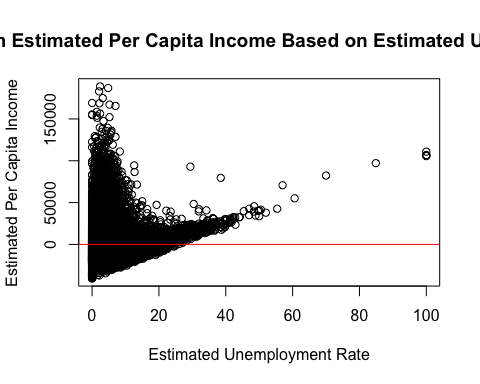 Estimated Per Capita Income Based on Estimated
Estimated Per Capita Income
150000
50000
0
0 20 40 60 80 100
Estimated Unemployment Rate